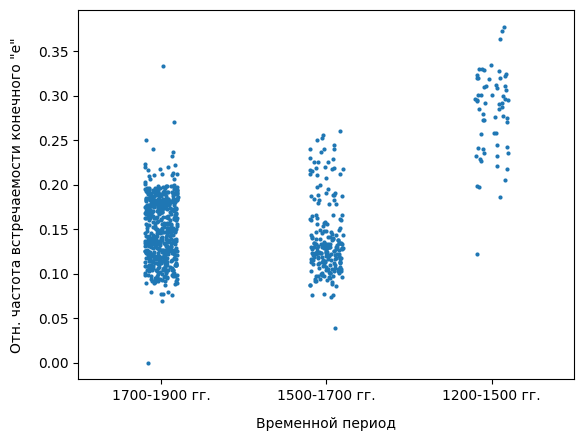 Отн. частота встречаемости конечного "е"
0.35
0.30
0.25
0.20
0.15
0.10
0.05
0.00
1700-1900 гг.
1500-1700 гг.
1200-1500 гг.
Временной период